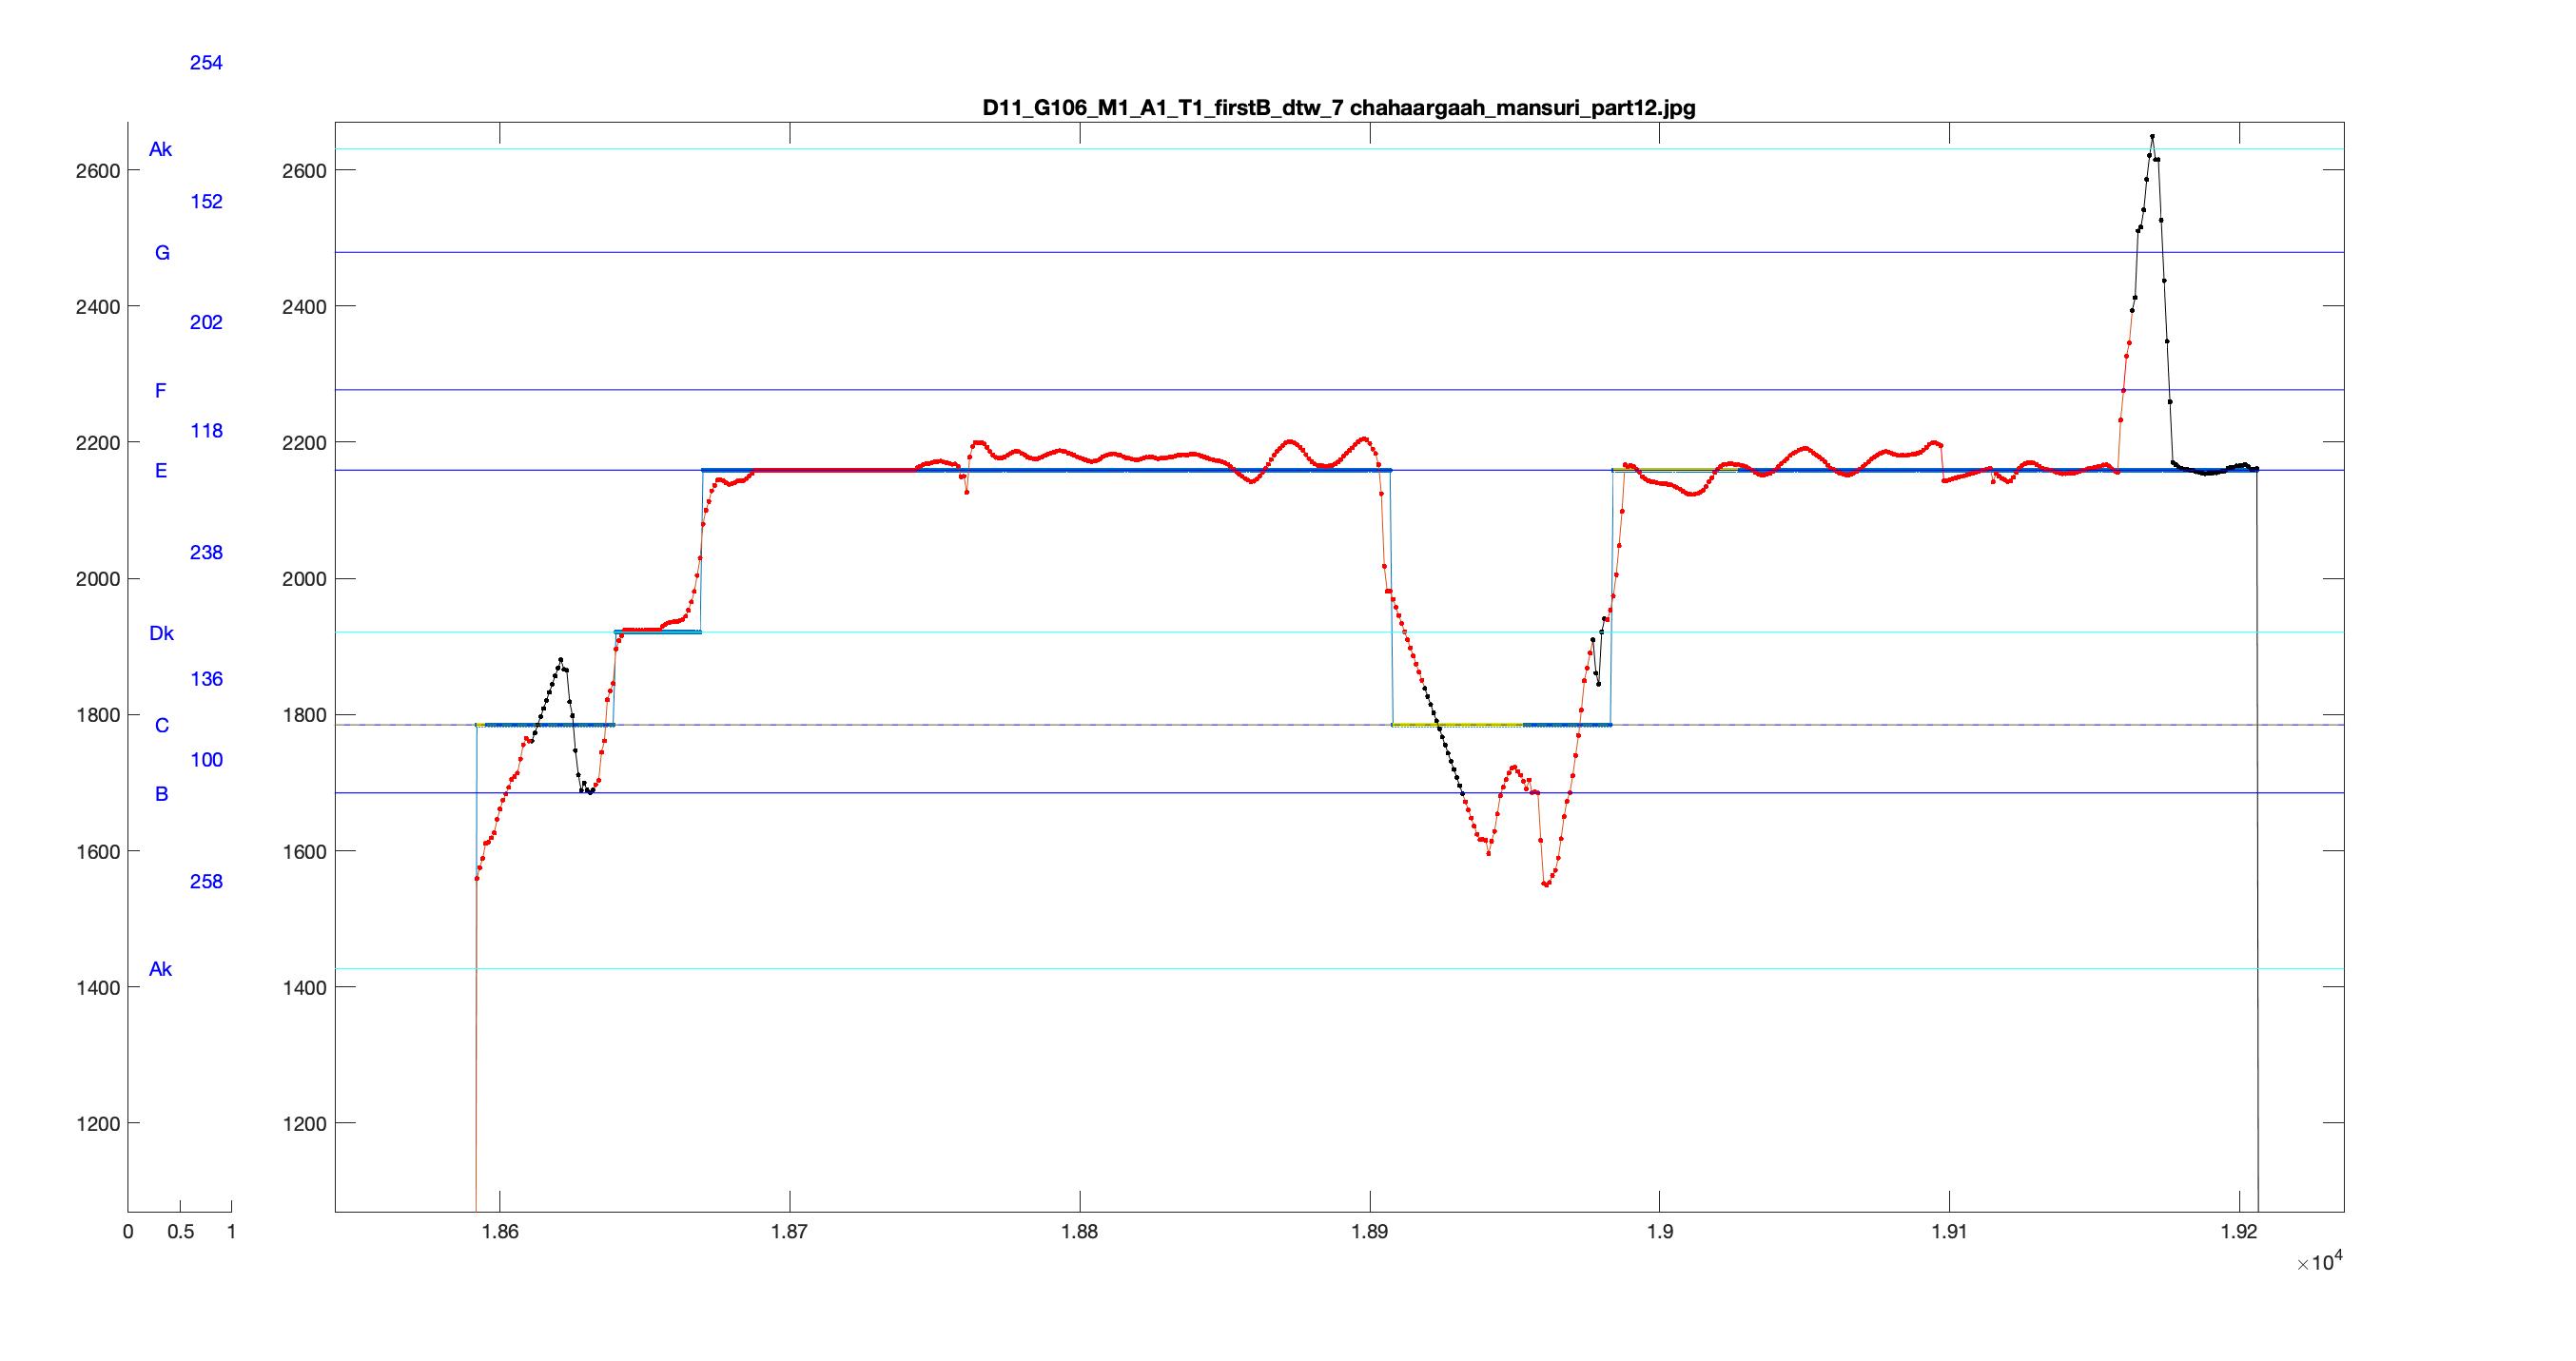 254
D11_G106_M1_A1_T1_firstB_dtw_7 chahaargaah_mansuri_part12.jpg
Ak
2600 2600
152
G
2400 2400
202
F
118
2200 2200
E
238
2000 2000
Dk
136
1800 C 1800
100
B
1600 1600
258
Ak
1400 1400
1200 1200
0 0.5 1 1.86 1.87 1.88 1.89 1.9 1.91 1.92
×10^4